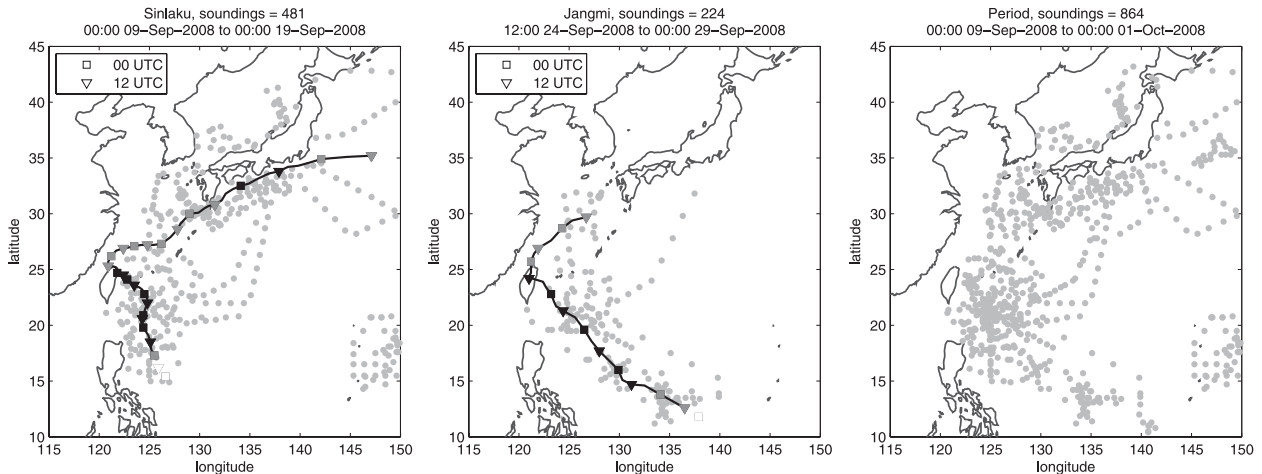 Sinlaku, soundings = 481
00:00 09–Sep–2008 to 00:00 19–Sep–2008
45
40
35
30
25
20
15
10
latitude
00 UTC
12 UTC
115 120 125 130 135 140 145 150
longitude
Jangmi, soundings = 224
12:00 24–Sep–2008 to 00:00 29–Sep–2008
45
40
35
30
25
20
15
10
latitude
00 UTC
12 UTC
115 120 125 130 135 140 145 150
longitude
Period, soundings = 864
00:00 09–Sep–2008 to 00:00 01–Oct–2008
45
40
35
30
25
20
15
10
latitude
115 120 125 130 135 140 145 150
longitude